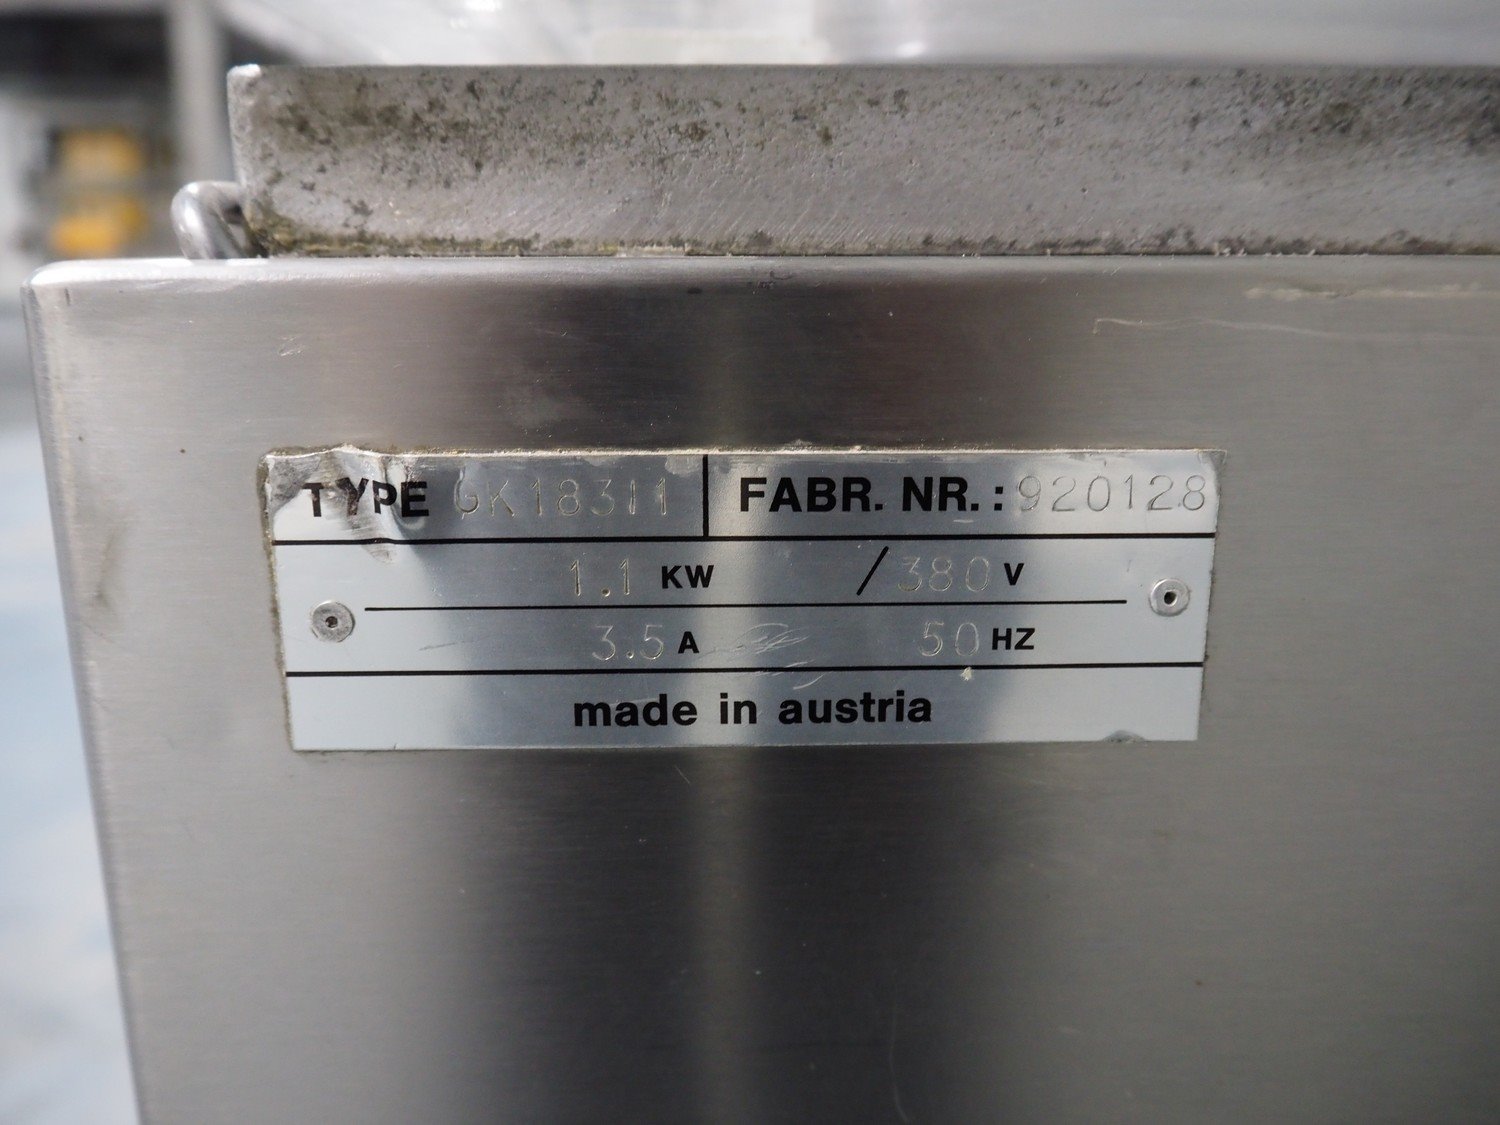 TYPE GK18311 FABR. NR.: 920128
1.1 KW /380 V
3.5 A 50 HZ
made in austria